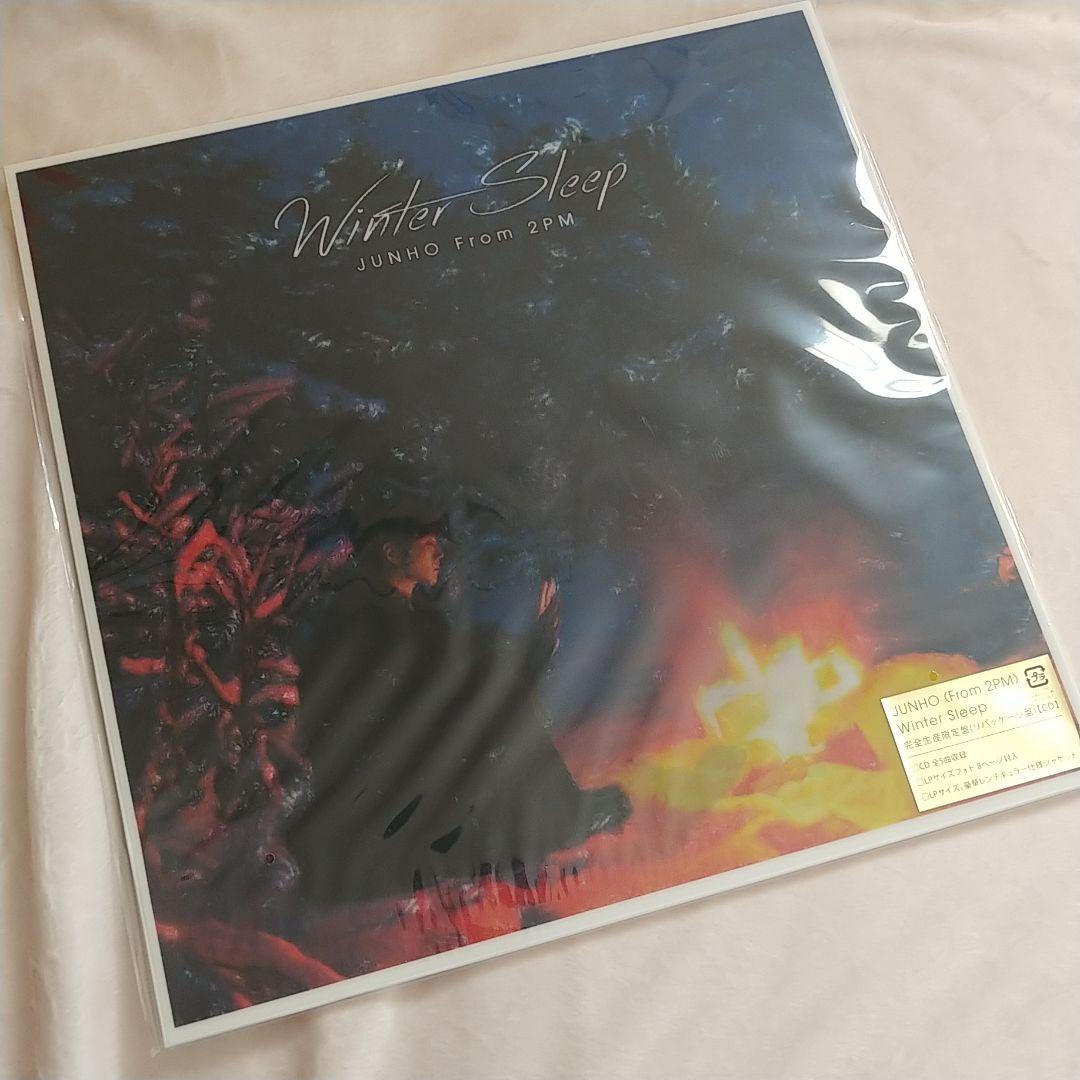 Winter Sleep
JUNHO From 2PM
JUNHO (From 2PM)
Winter Sleep
完全生産限定盤(リパッケージ盤)【CD】
□CD 全5曲収録
□LPサイズフォト 8ページ封入
□LPサイズ、豪華レンチキュラー仕様ジャケット